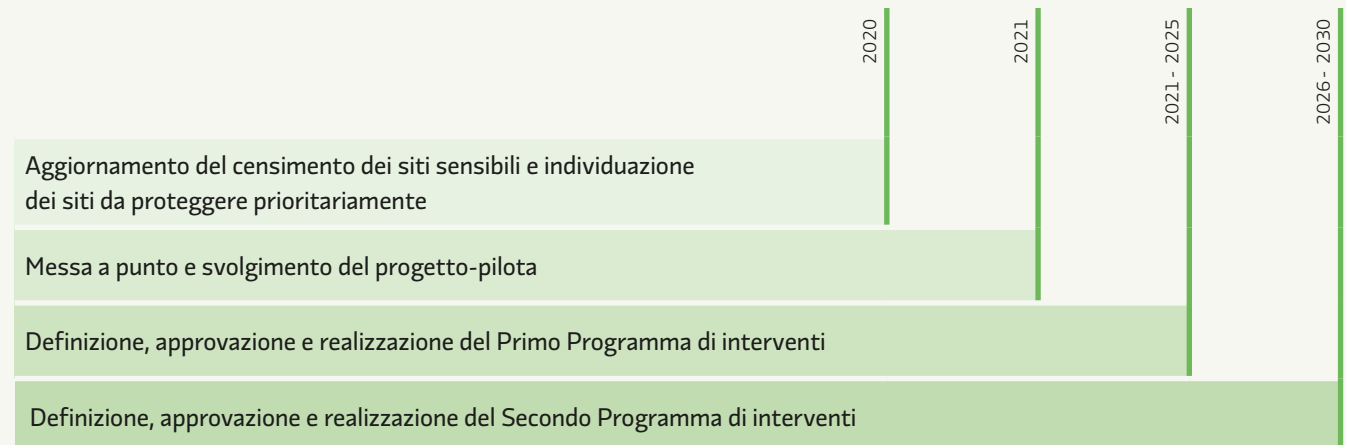 2020
2021
2021 - 2025
2026 - 2030
Aggiornamento del censimento dei siti sensibili e individuazione
dei siti da proteggere prioritariamente
Messa a punto e svolgimento del progetto-pilota
Definizione, approvazione e realizzazione del Primo Programma di interventi
Definizione, approvazione e realizzazione del Secondo Programma di interventi